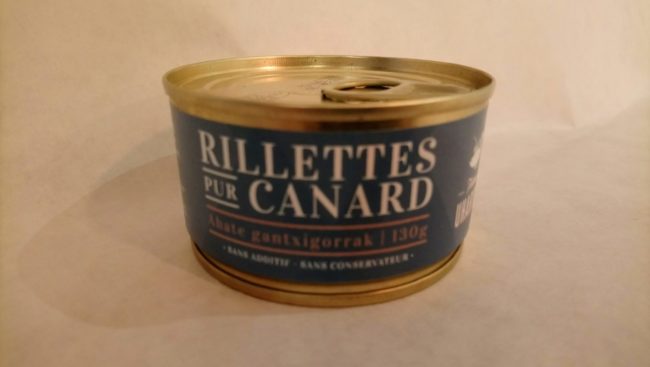 RILLETTES
PUR CANARD
Ahate gantxigorrak | 130g
· SANS ADDITIF · SANS CONSERVATEUR ·